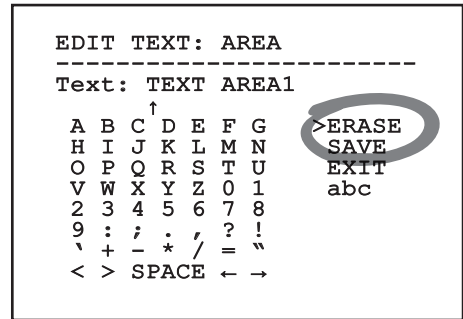 EDIT TEXT: AREA
--------------------------
Text: TEXT AREA1
↑
A B C D E F G >ERASE
H I J K L M N SAVE
O P Q R S T U EXIT
V W X Y Z 0 1 abc
2 3 4 5 6 7 8
9 : ; . , ? !
‵ + – * / = ‶
< > SPACE ← →